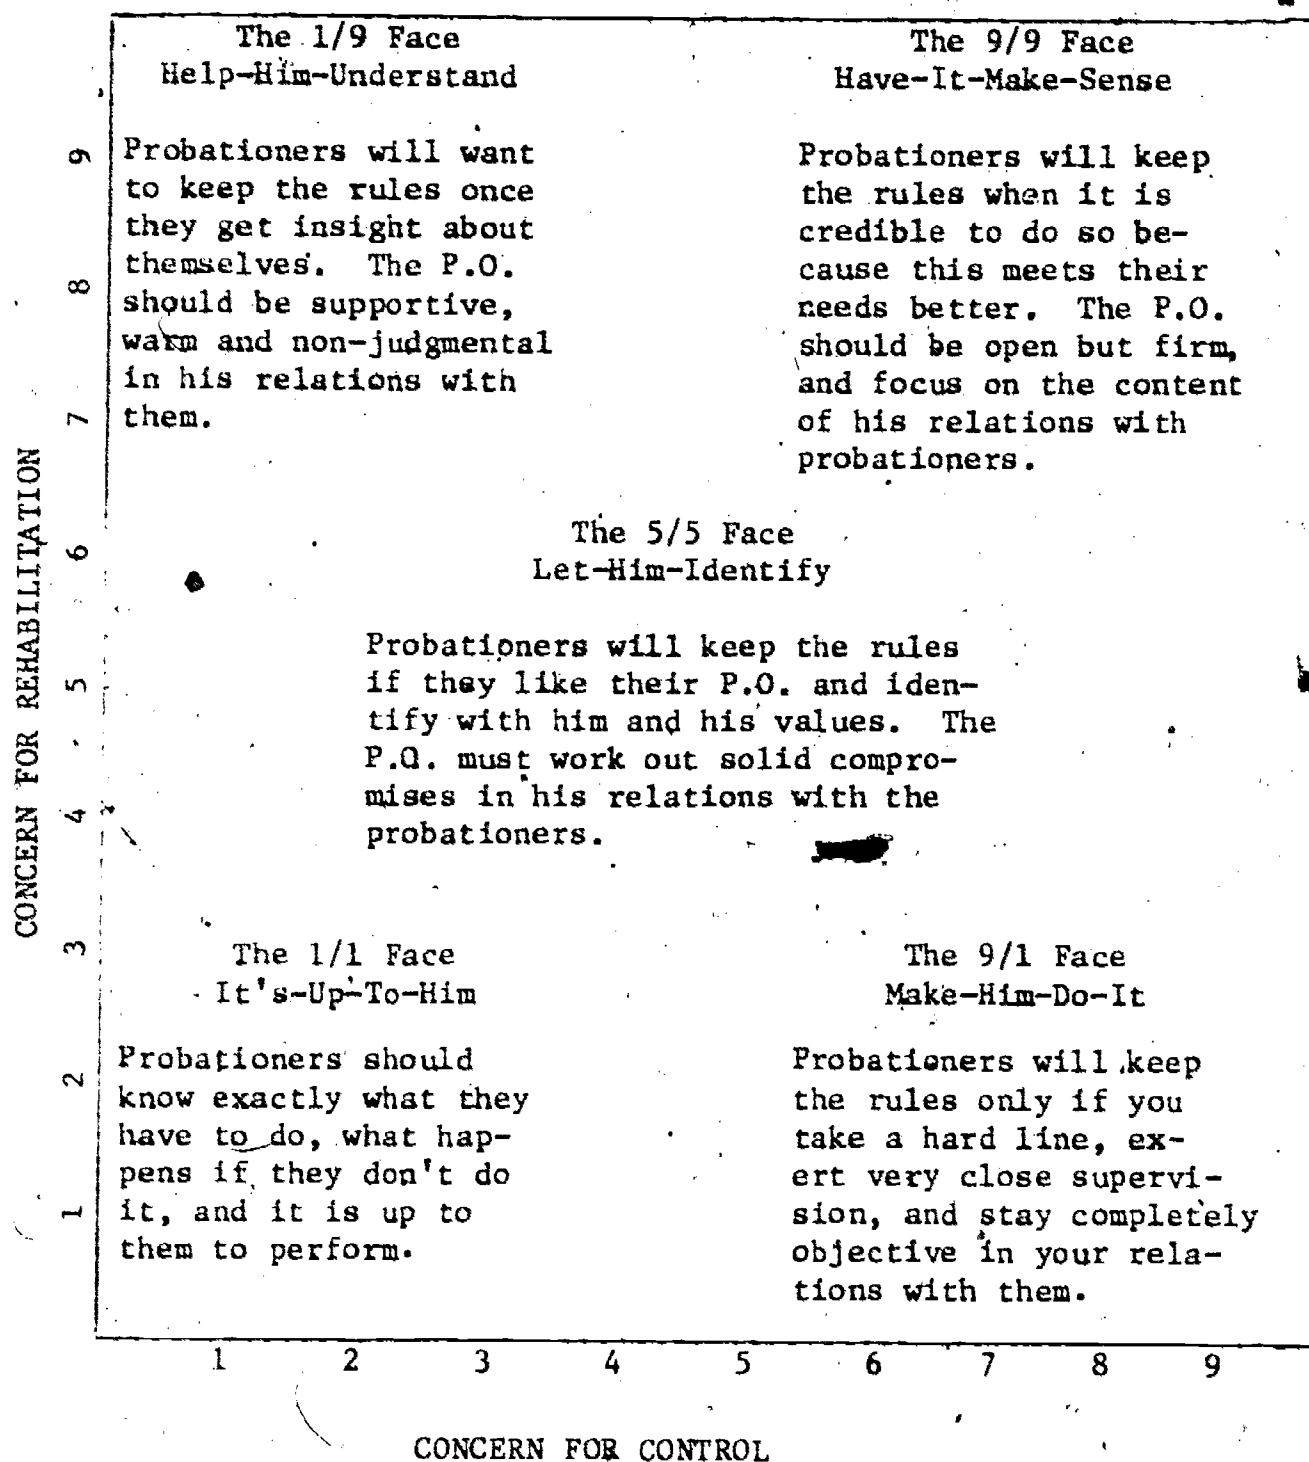 The 1/9 Face
Help-Him-Understand
Probationers will want
to keep the rules once
they get insight about
themselves. The P.O.
should be supportive,
warm and non-judgmental
in his relations with
them.
The 9/9 Face
Have-It-Make-Sense
Probationers will keep
the rules when it is
credible to do so be-
cause this meets their
needs better. The P.O.
should be open but firm,
and focus on the content
of his relations with
probationers.
The 5/5 Face
Let-Him-Identify
Probationers will keep the rules
if they like their P.O. and iden-
tify with him and his values. The
P.O. must work out solid compro-
mises in his relations with the
probationers.
The 1/1 Face
It's-Up-To-Him
Probationers should
know exactly what they
have to do, what hap-
pens if they don't do
it, and it is up to
them to perform.
The 9/1 Face
Make-Him-Do-It
Probationers will keep
the rules only if you
take a hard line, ex-
ert very close supervi-
sion, and stay completely
objective in your rela-
tions with them.
CONCERN FOR REHABILITATION
9
8
7
6
5
4
3
2
1
1 2 3 4 5 6 7 8 9
CONCERN FOR CONTROL